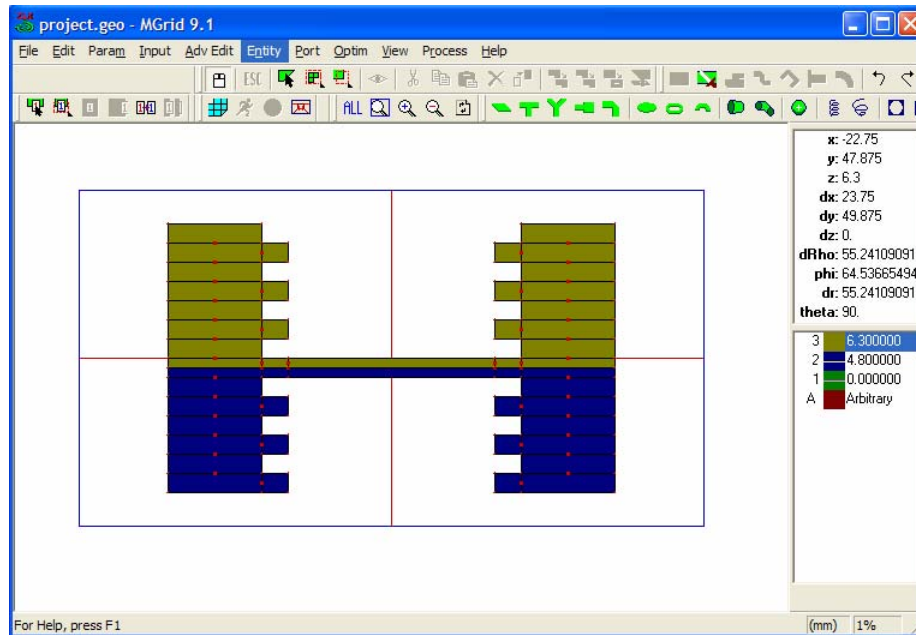 project.geo - MGrid 9.1
File Edit Param Input Adv Edit Entity Port Optim View Process Help
ESC
ALL
x: -22.75
y: 47.875
z: 6.3
dx: 23.75
dy: 49.875
dz: 0.
dRho: 55.24109091
phi: 64.53665494
dr: 55.24109091
theta: 90.
3 6.300000
2 4.800000
1 0.000000
A Arbitrary
For Help, press F1 (mm) 1%